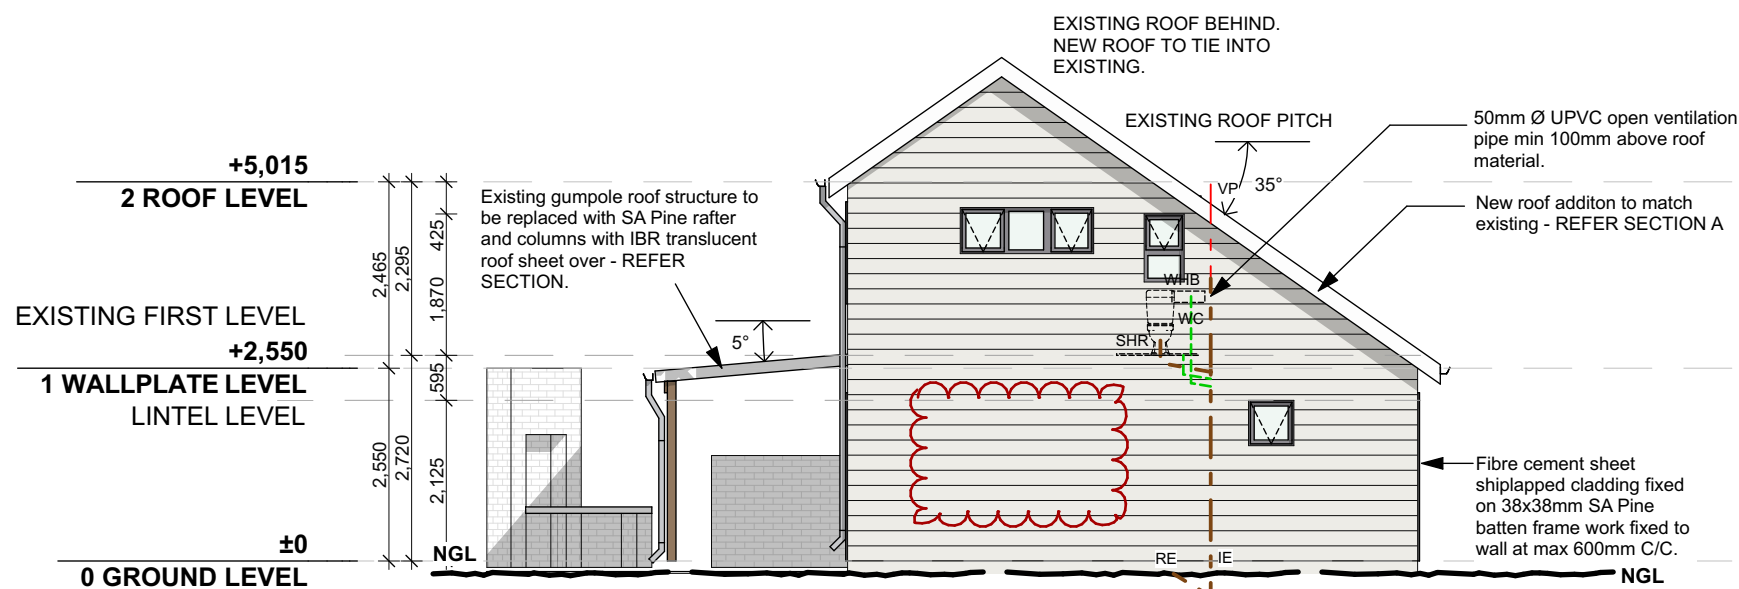 EXISTING ROOF BEHIND.
NEW ROOF TO TIE INTO
EXISTING.
EXISTING ROOF PITCH
35°
VP
50mm Ø UPVC open ventilation
pipe min 100mm above roof
material.
New roof additon to match
existing - REFER SECTION A
+5,015
2 ROOF LEVEL
Existing gumpole roof structure to
be replaced with SA Pine rafter
and columns with IBR translucent
roof sheet over - REFER
SECTION.
5°
2,465
2,295
425
1,870
EXISTING FIRST LEVEL
+2,550
1 WALLPLATE LEVEL
LINTEL LEVEL
595
2,550
2,720
2,125
WHB
WC
SHR
Fibre cement sheet
shiplapped cladding fixed
on 38x38mm SA Pine
batten frame work fixed to
wall at max 600mm C/C.
±0
0 GROUND LEVEL
NGL
RE
IE
NGL